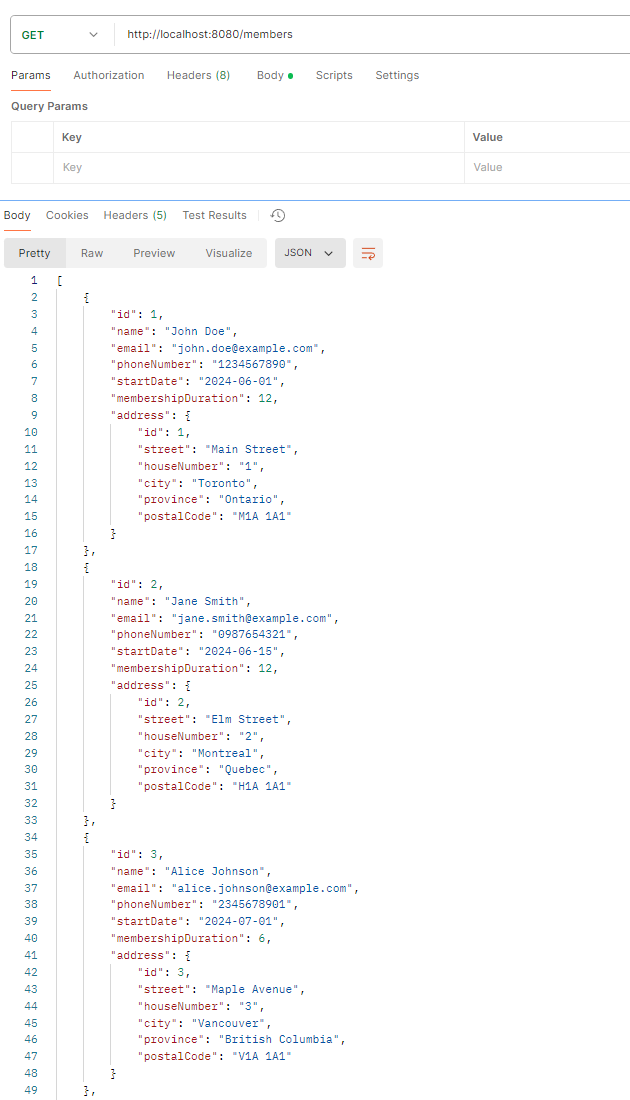 GET http://localhost:8080/members
Params Authorization Headers (8) Body Scripts Settings
Query Params
Key Value
Key Value
Body Cookies Headers (5) Test Results
Pretty Raw Preview Visualize JSON
1 [
2 {
3 "id": 1,
4 "name": "John Doe",
5 "email": "john.doe@example.com",
6 "phoneNumber": "1234567890",
7 "startDate": "2024-06-01",
8 "membershipDuration": 12,
9 "address": {
10 "id": 1,
11 "street": "Main Street",
12 "houseNumber": "1",
13 "city": "Toronto",
14 "province": "Ontario",
15 "postalCode": "M1A 1A1"
16 }
17 },
18 {
19 "id": 2,
20 "name": "Jane Smith",
21 "email": "jane.smith@example.com",
22 "phoneNumber": "0987654321",
23 "startDate": "2024-06-15",
24 "membershipDuration": 12,
25 "address": {
26 "id": 2,
27 "street": "Elm Street",
28 "houseNumber": "2",
29 "city": "Montreal",
30 "province": "Quebec",
31 "postalCode": "H1A 1A1"
32 }
33 },
34 {
35 "id": 3,
36 "name": "Alice Johnson",
37 "email": "alice.johnson@example.com",
38 "phoneNumber": "2345678901",
39 "startDate": "2024-07-01",
40 "membershipDuration": 6,
41 "address": {
42 "id": 3,
43 "street": "Maple Avenue",
44 "houseNumber": "3",
45 "city": "Vancouver",
46 "province": "British Columbia",
47 "postalCode": "V1A 1A1"
48 }
49 },